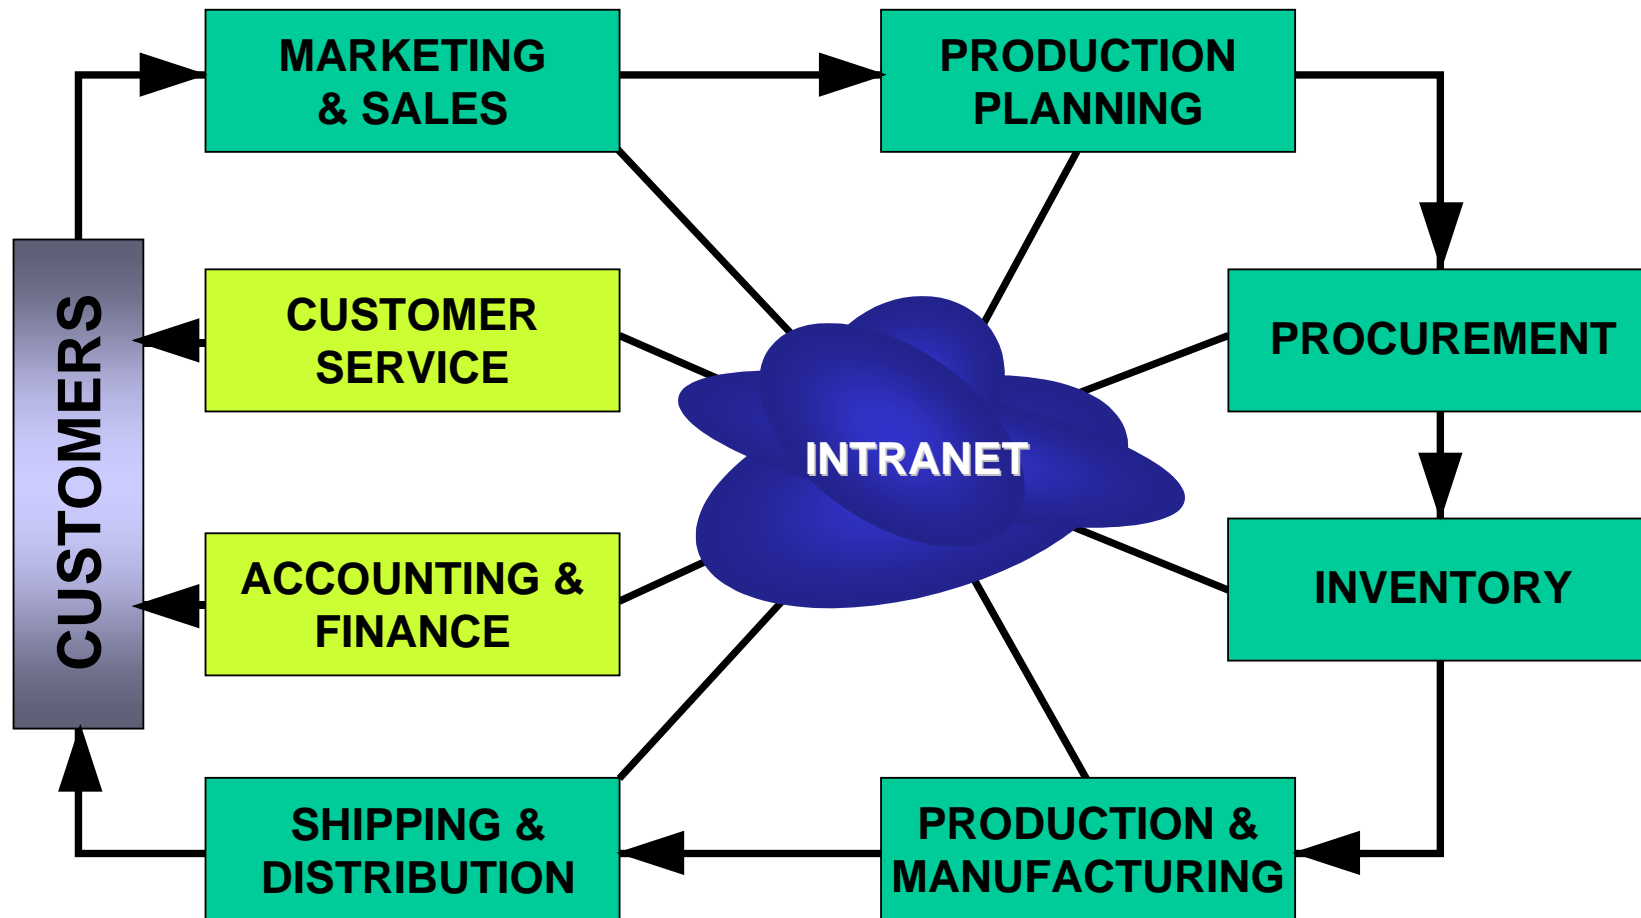 MARKETING
& SALES
PRODUCTION
PLANNING
CUSTOMERS
CUSTOMER
SERVICE
PROCUREMENT
INTRANET
ACCOUNTING &
FINANCE
INVENTORY
SHIPPING &
DISTRIBUTION
PRODUCTION &
MANUFACTURING